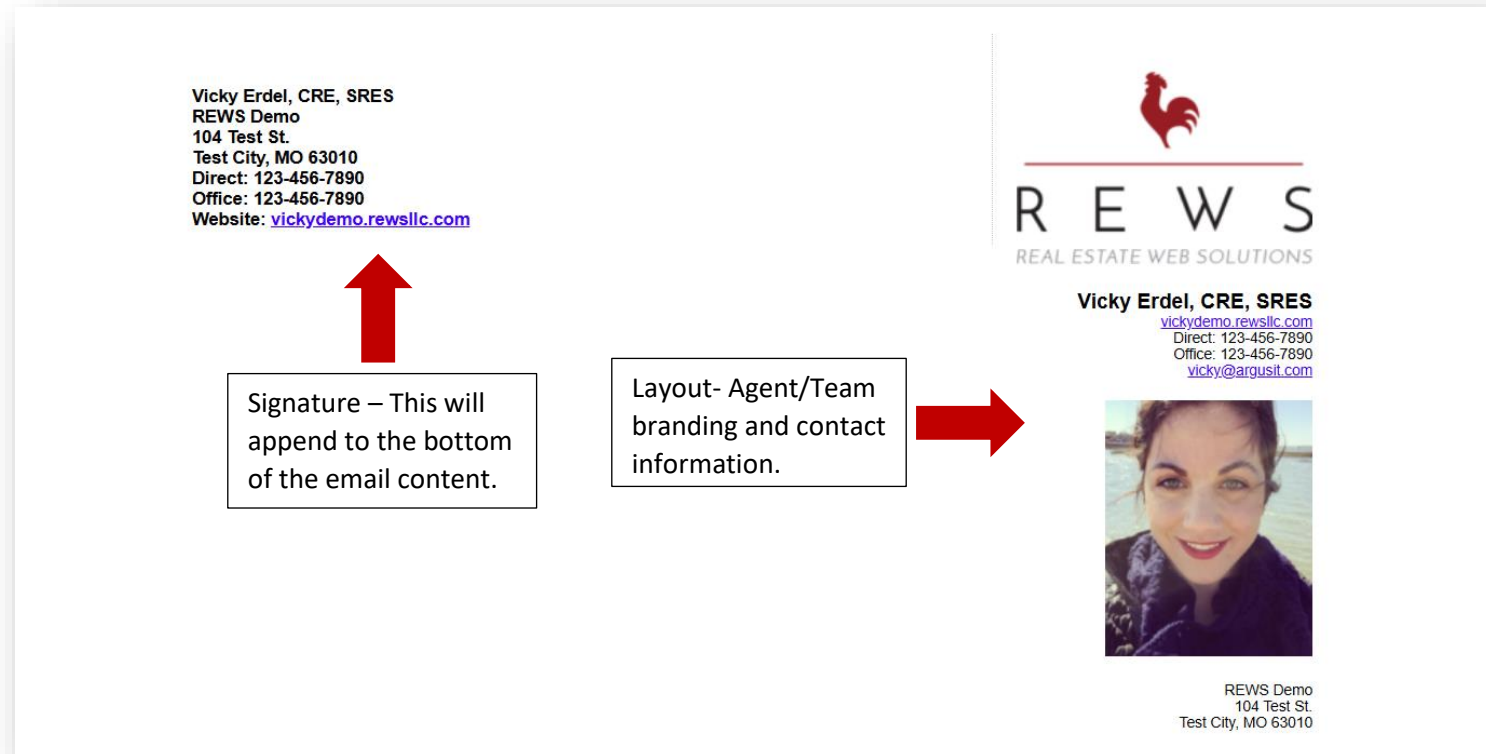 Vicky Erdel, CRE, SRES
REWS Demo
104 Test St.
Test City, MO 63010
Direct: 123-456-7890
Office: 123-456-7890
Website: vickydemo.rewsllc.com
Signature – This will
append to the bottom
of the email content.
Layout- Agent/Team
branding and contact
information.
R E W S
REAL ESTATE WEB SOLUTIONS
Vicky Erdel, CRE, SRES
vickydemo.rewsllc.com
Direct: 123-456-7890
Office: 123-456-7890
vicky@argusit.com
REWS Demo
104 Test St.
Test City, MO 63010